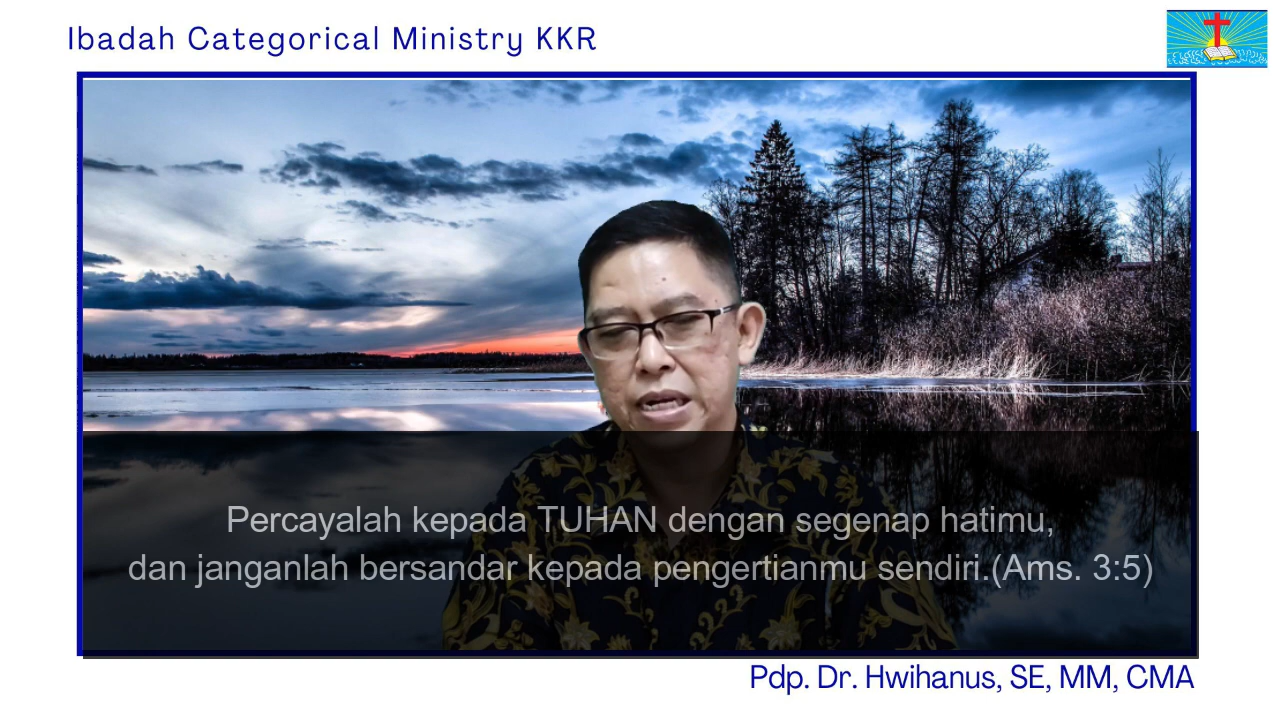 Ibadah Categorical Ministry KKR
Percayalah kepada TUHAN dengan segenap hatimu,
dan janganlah bersandar kepada pengertianmu sendiri.(Ams. 3:5)
Pdp. Dr. Hwihanus, SE, MM, CMA